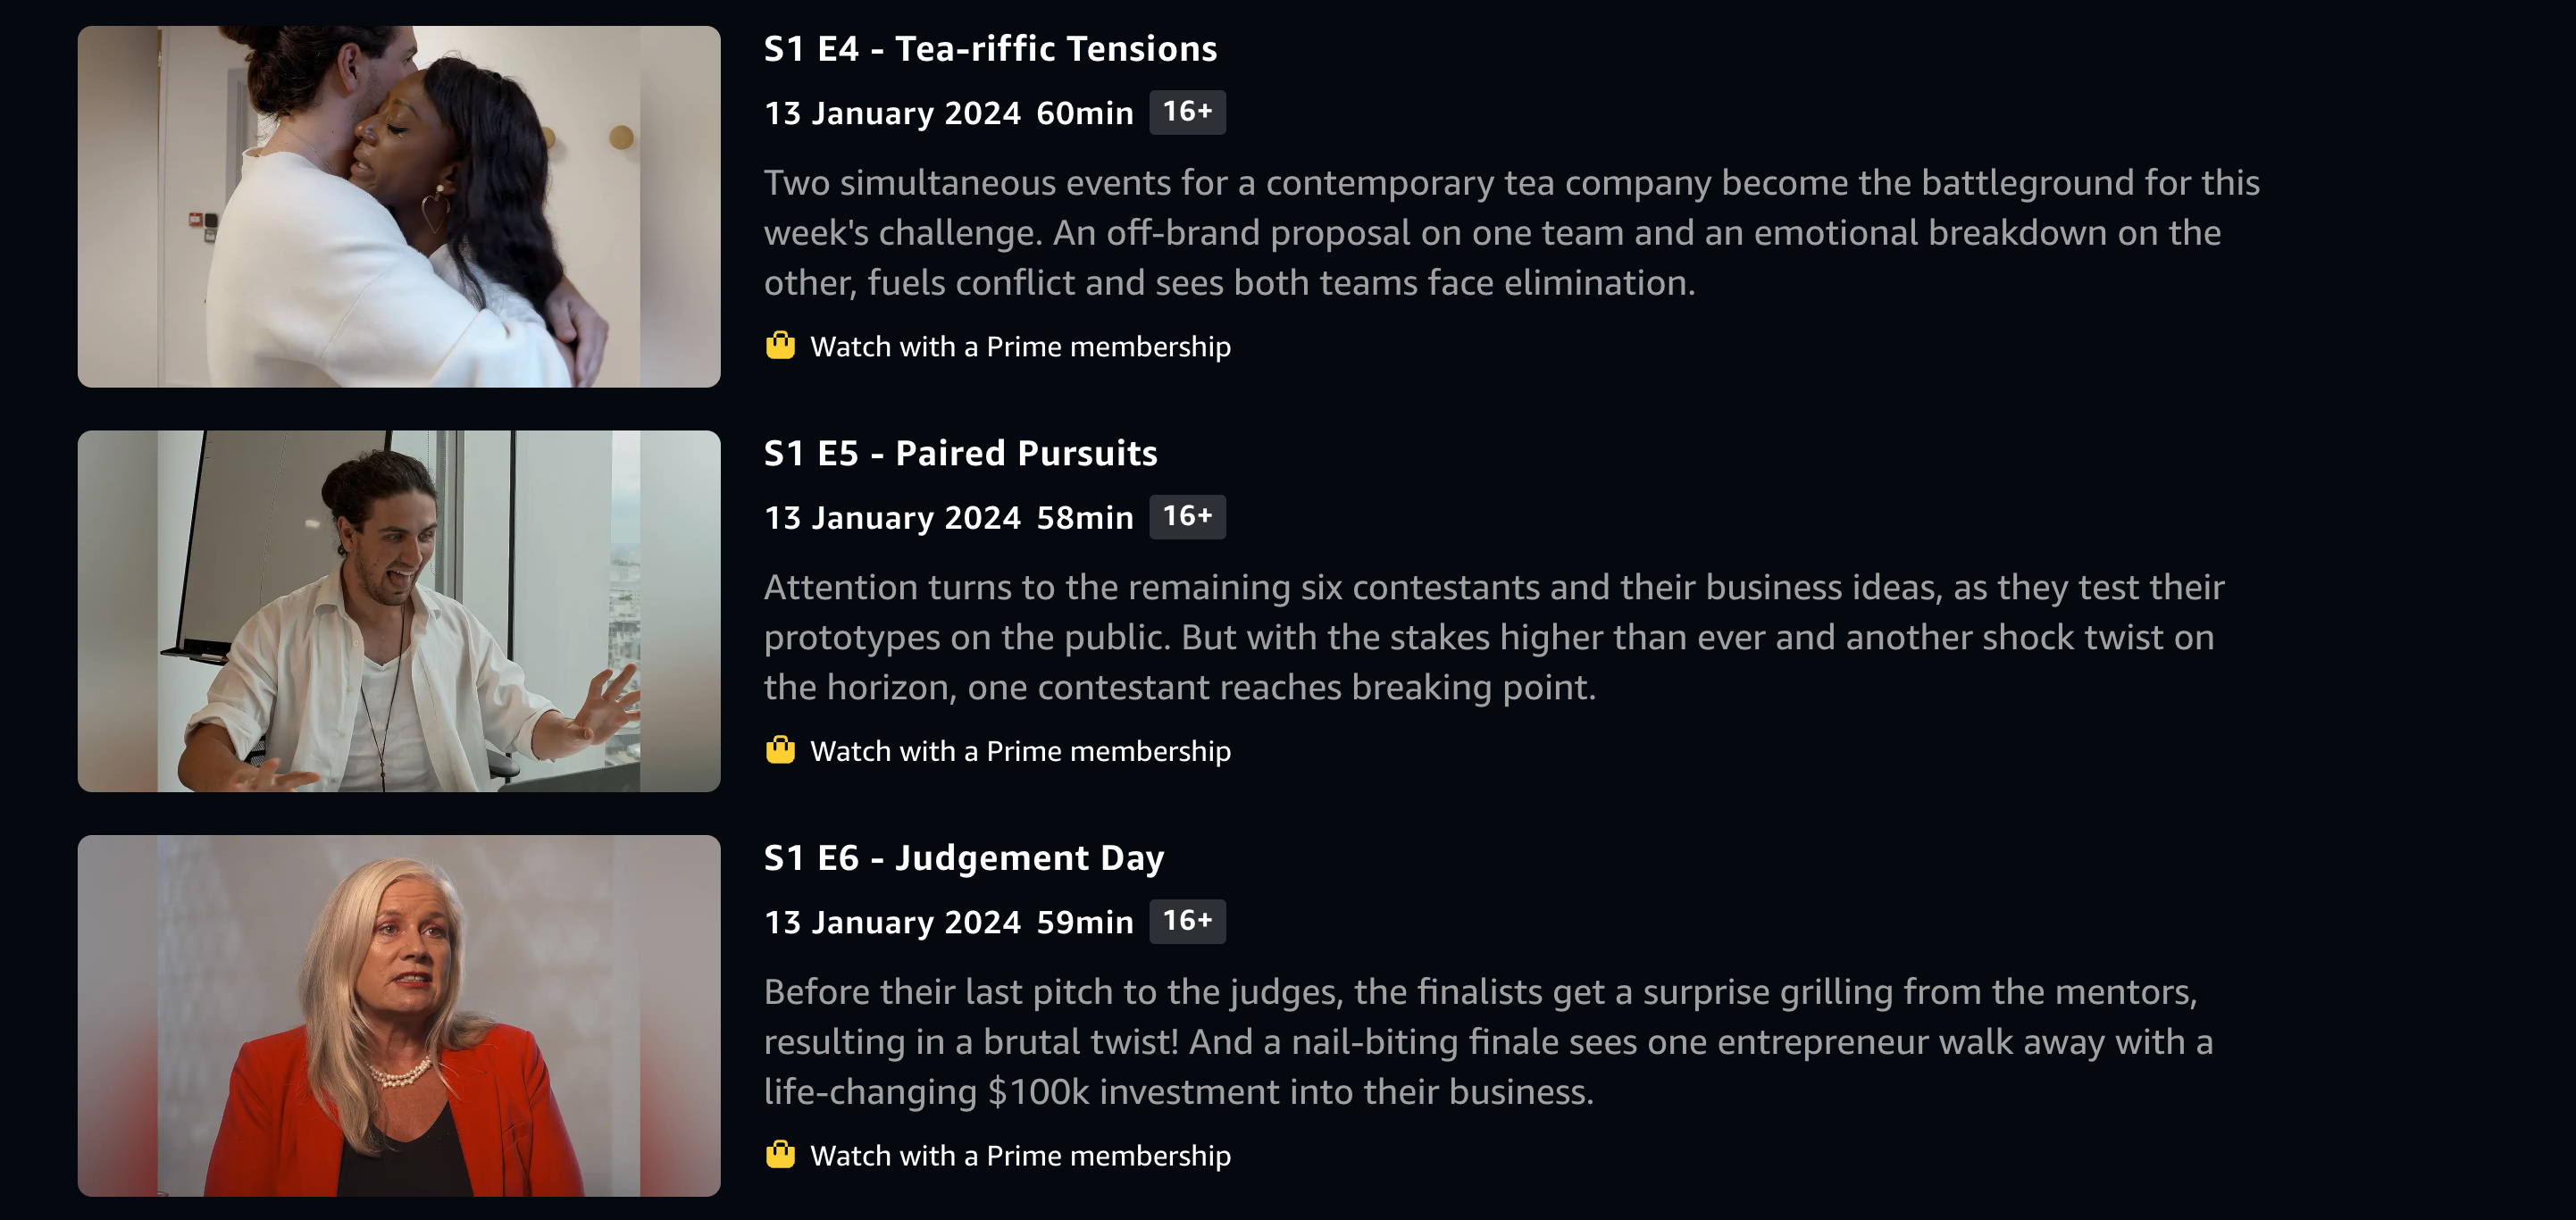 S1 E4 - Tea-riffic Tensions
13 January 2024 60min 16+
Two simultaneous events for a contemporary tea company become the battleground for this
week's challenge. An off-brand proposal on one team and an emotional breakdown on the
other, fuels conflict and sees both teams face elimination.
Watch with a Prime membership
S1 E5 - Paired Pursuits
13 January 2024 58min 16+
Attention turns to the remaining six contestants and their business ideas, as they test their
prototypes on the public. But with the stakes higher than ever and another shock twist on
the horizon, one contestant reaches breaking point.
Watch with a Prime membership
S1 E6 - Judgement Day
13 January 2024 59min 16+
Before their last pitch to the judges, the finalists get a surprise grilling from the mentors,
resulting in a brutal twist! And a nail-biting finale sees one entrepreneur walk away with a
life-changing $100k investment into their business.
Watch with a Prime membership